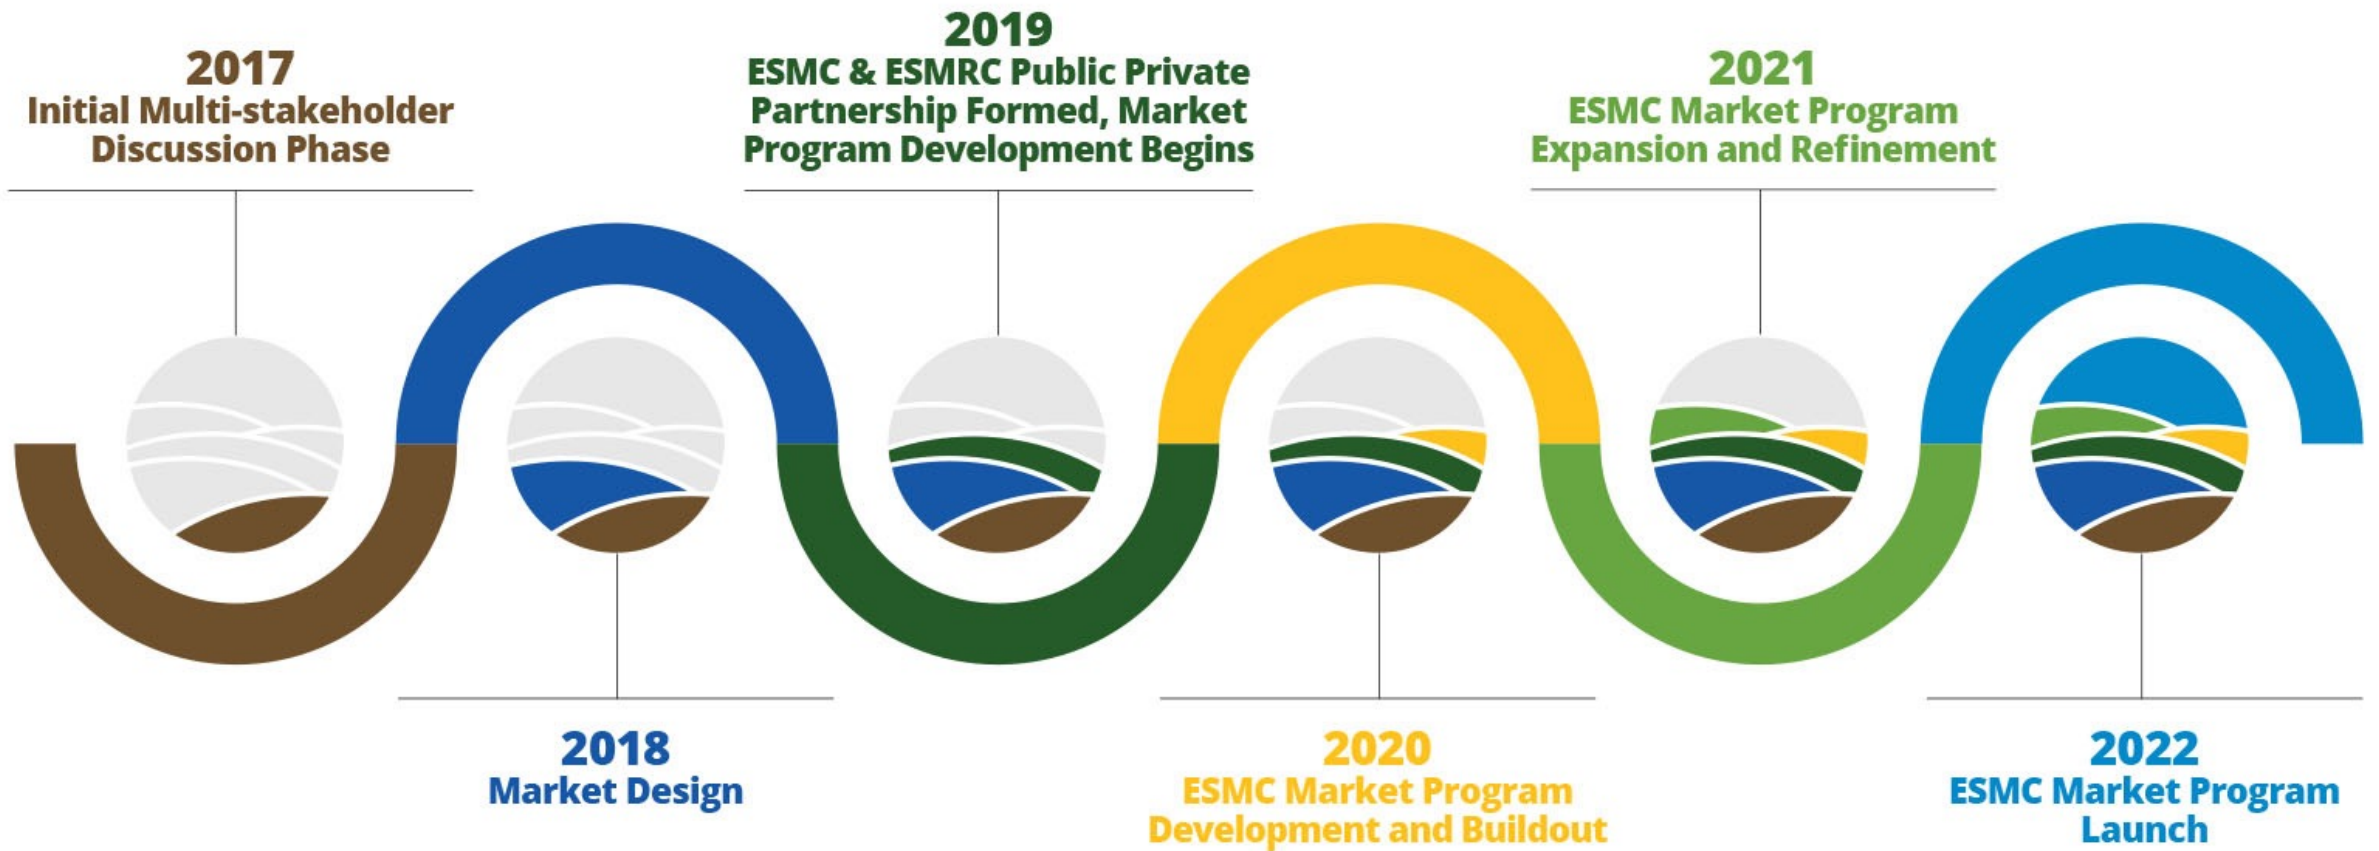 2017
Initial Multi-stakeholder
Discussion Phase
2018
Market Design
2019
ESMC & ESMRC Public Private
Partnership Formed, Market
Program Development Begins
2020
ESMC Market Program
Development and Buildout
2021
ESMC Market Program
Expansion and Refinement
2022
ESMC Market Program
Launch